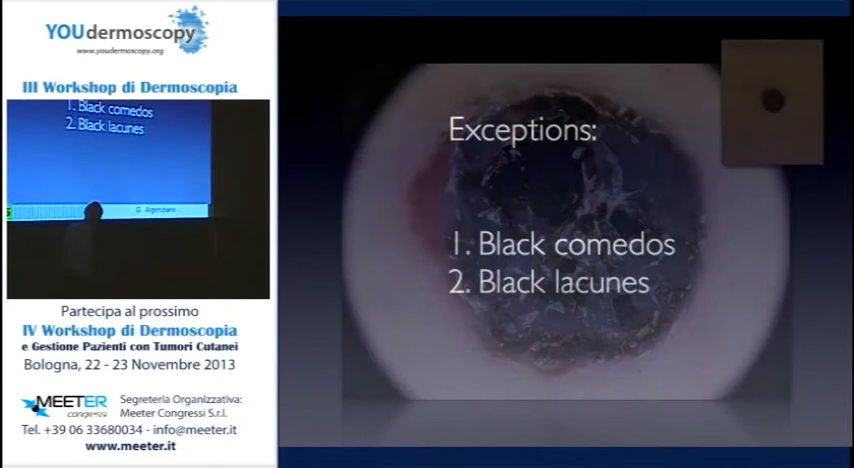 YOUdermoscopy
www.youdermoscopy.org
III Workshop di Dermoscopia
1. Black comedos
2. Black lacunes
G. Argenziano
Partecipa al prossimo
IV Workshop di Dermoscopia
e Gestione Pazienti con Tumori Cutanei
Bologna, 22 - 23 Novembre 2013
MEETER
congressi
Segreteria Organizzativa:
Meeter Congressi S.r.l.
Tel. +39 06 33680034 - info@meeter.it
www.meeter.it
Exceptions:
1. Black comedos
2. Black lacunes